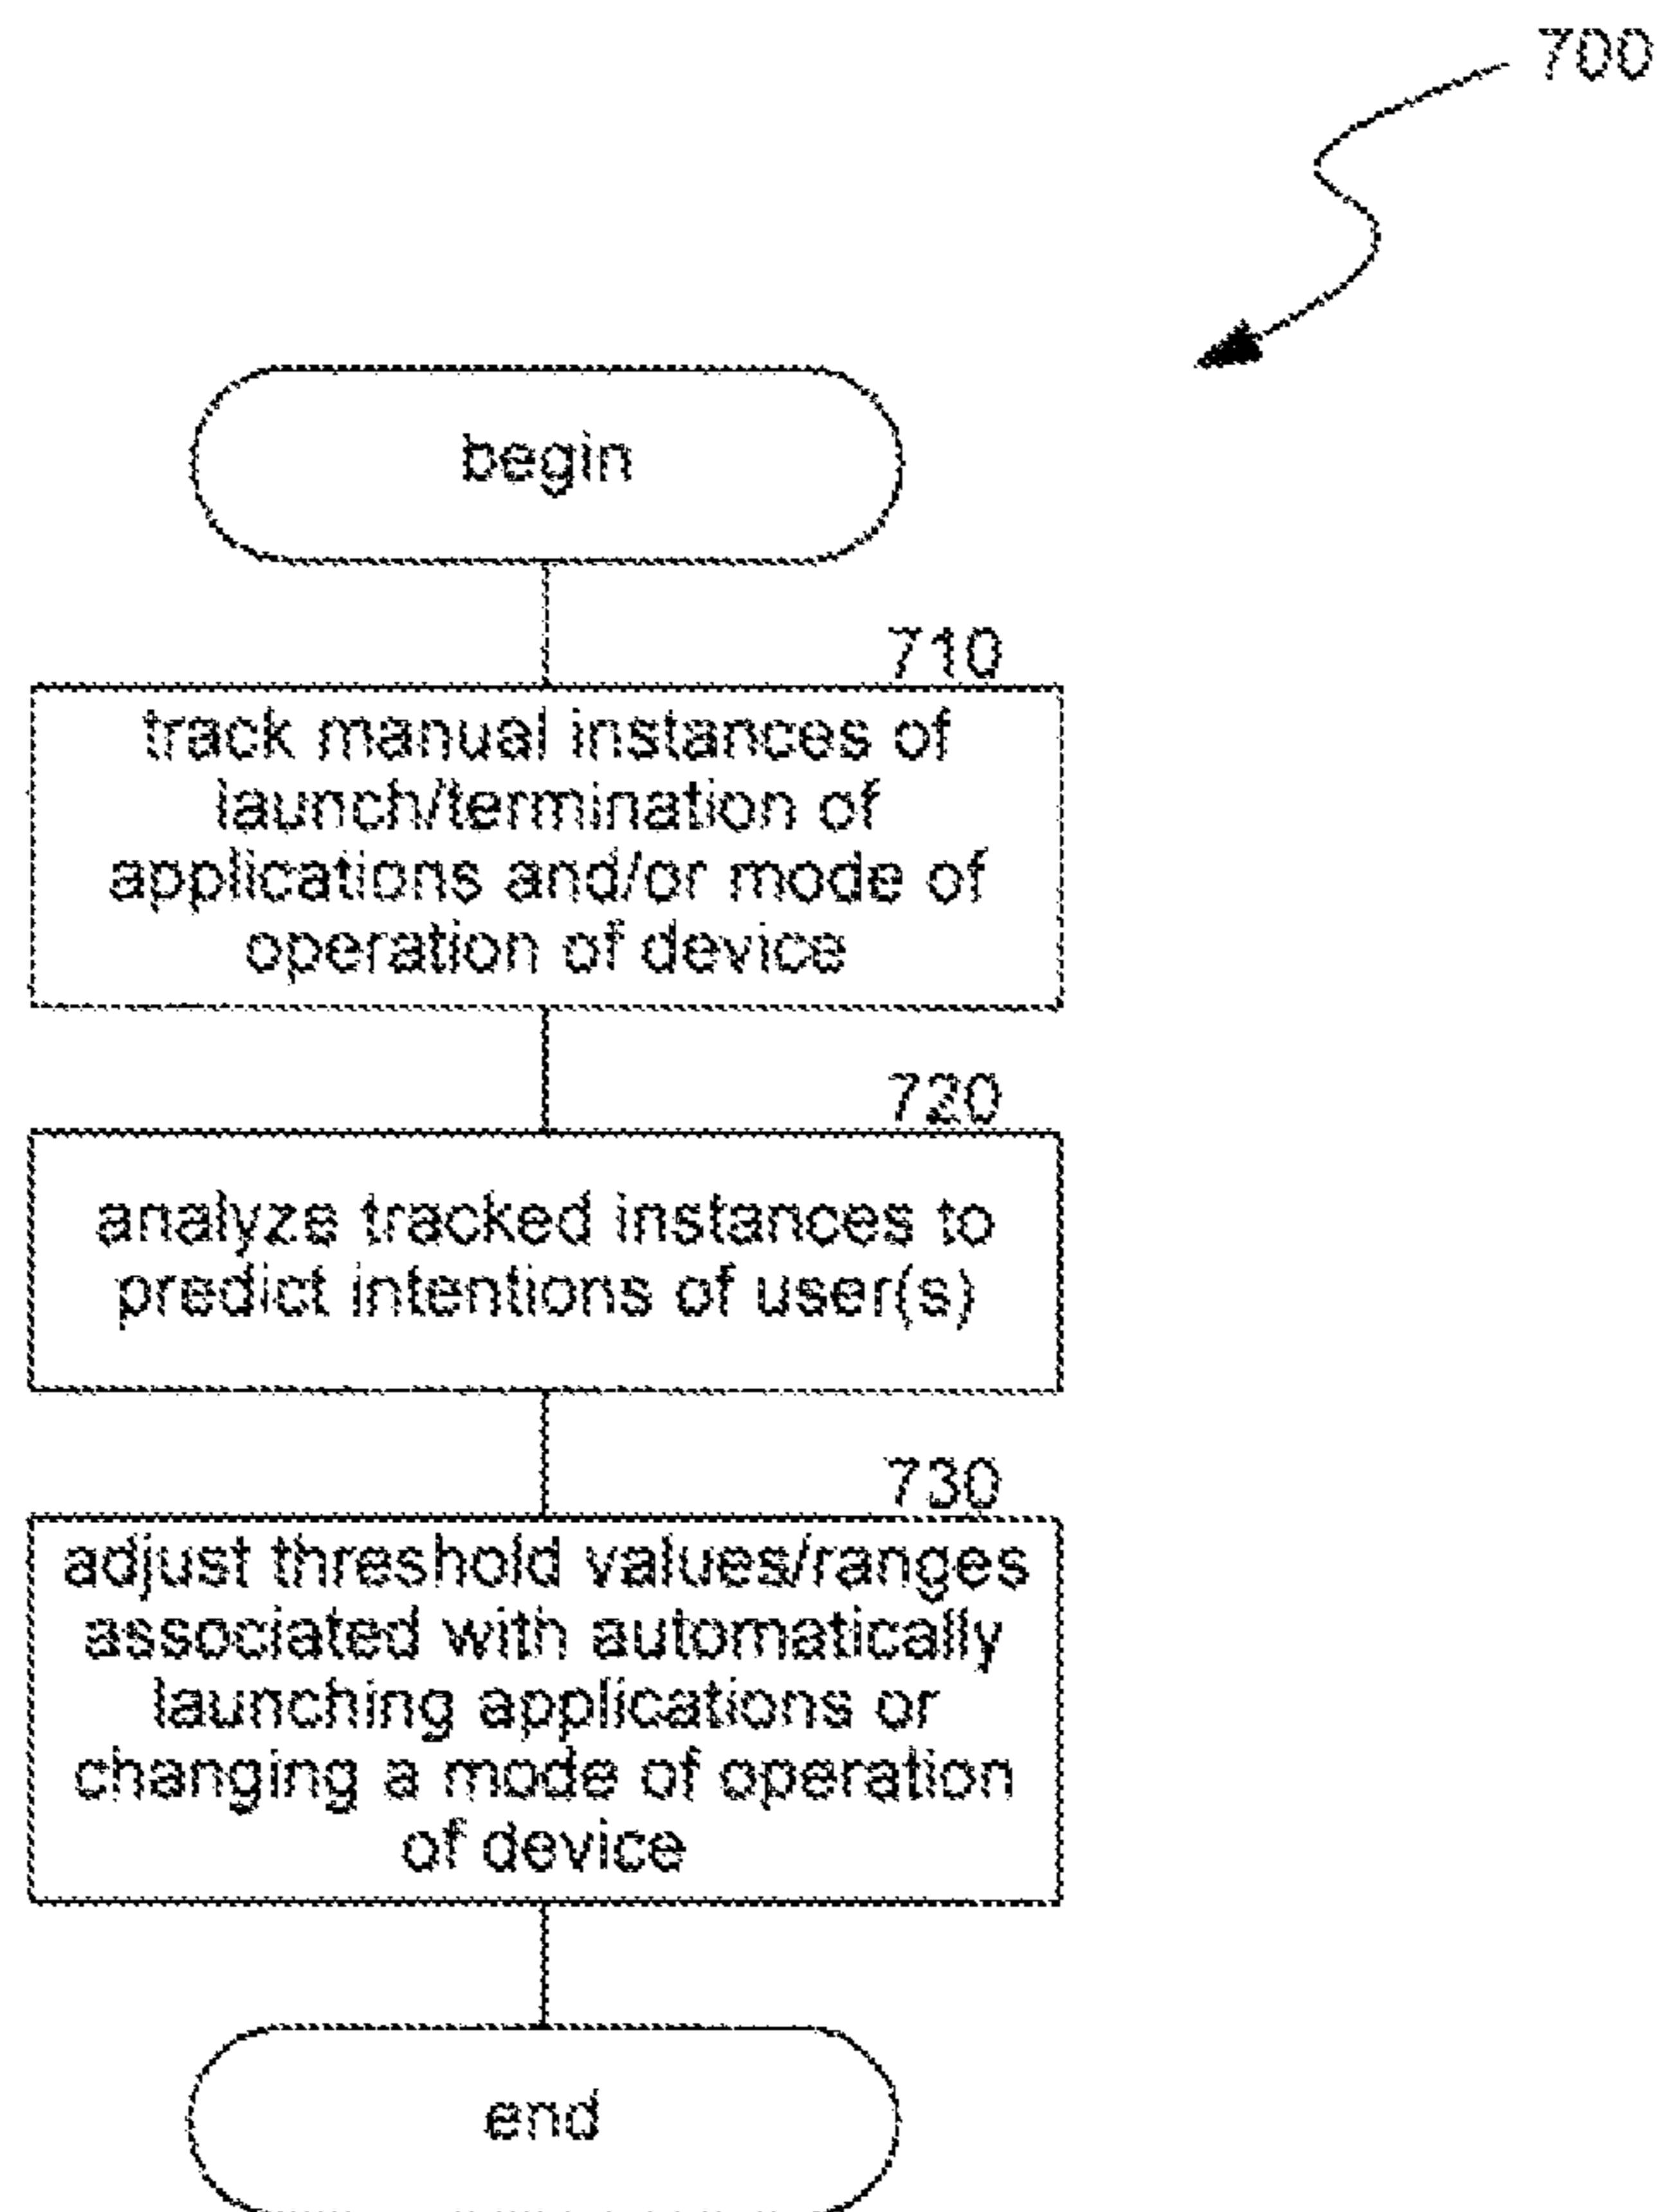 700
begin
710
track manual instances of
launch/termination of
applications and/or mode of
operation of device
720
analyze tracked instances to
predict intentions of user(s)
730
adjust threshold values/ranges
associated with automatically
launching applications or
changing a mode of operation
of device
end